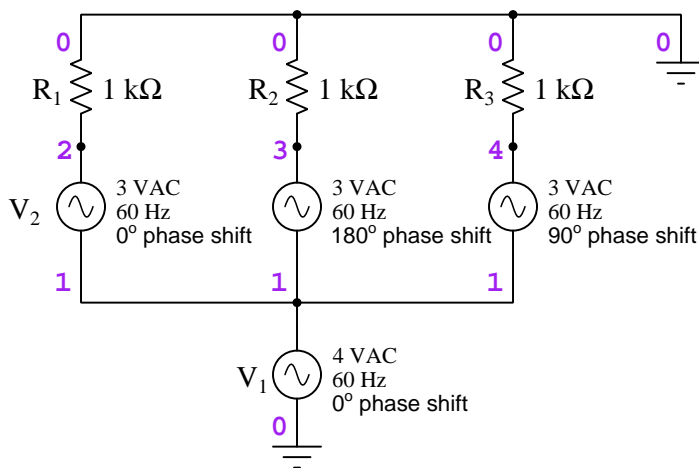 0 0 0 0
R1 1 kΩ R2 1 kΩ R3 1 kΩ
2 3 4
V2
3 VAC
60 Hz
0° phase shift
3 VAC
60 Hz
180° phase shift
3 VAC
60 Hz
90° phase shift
1 1 1
V1
4 VAC
60 Hz
0° phase shift
0